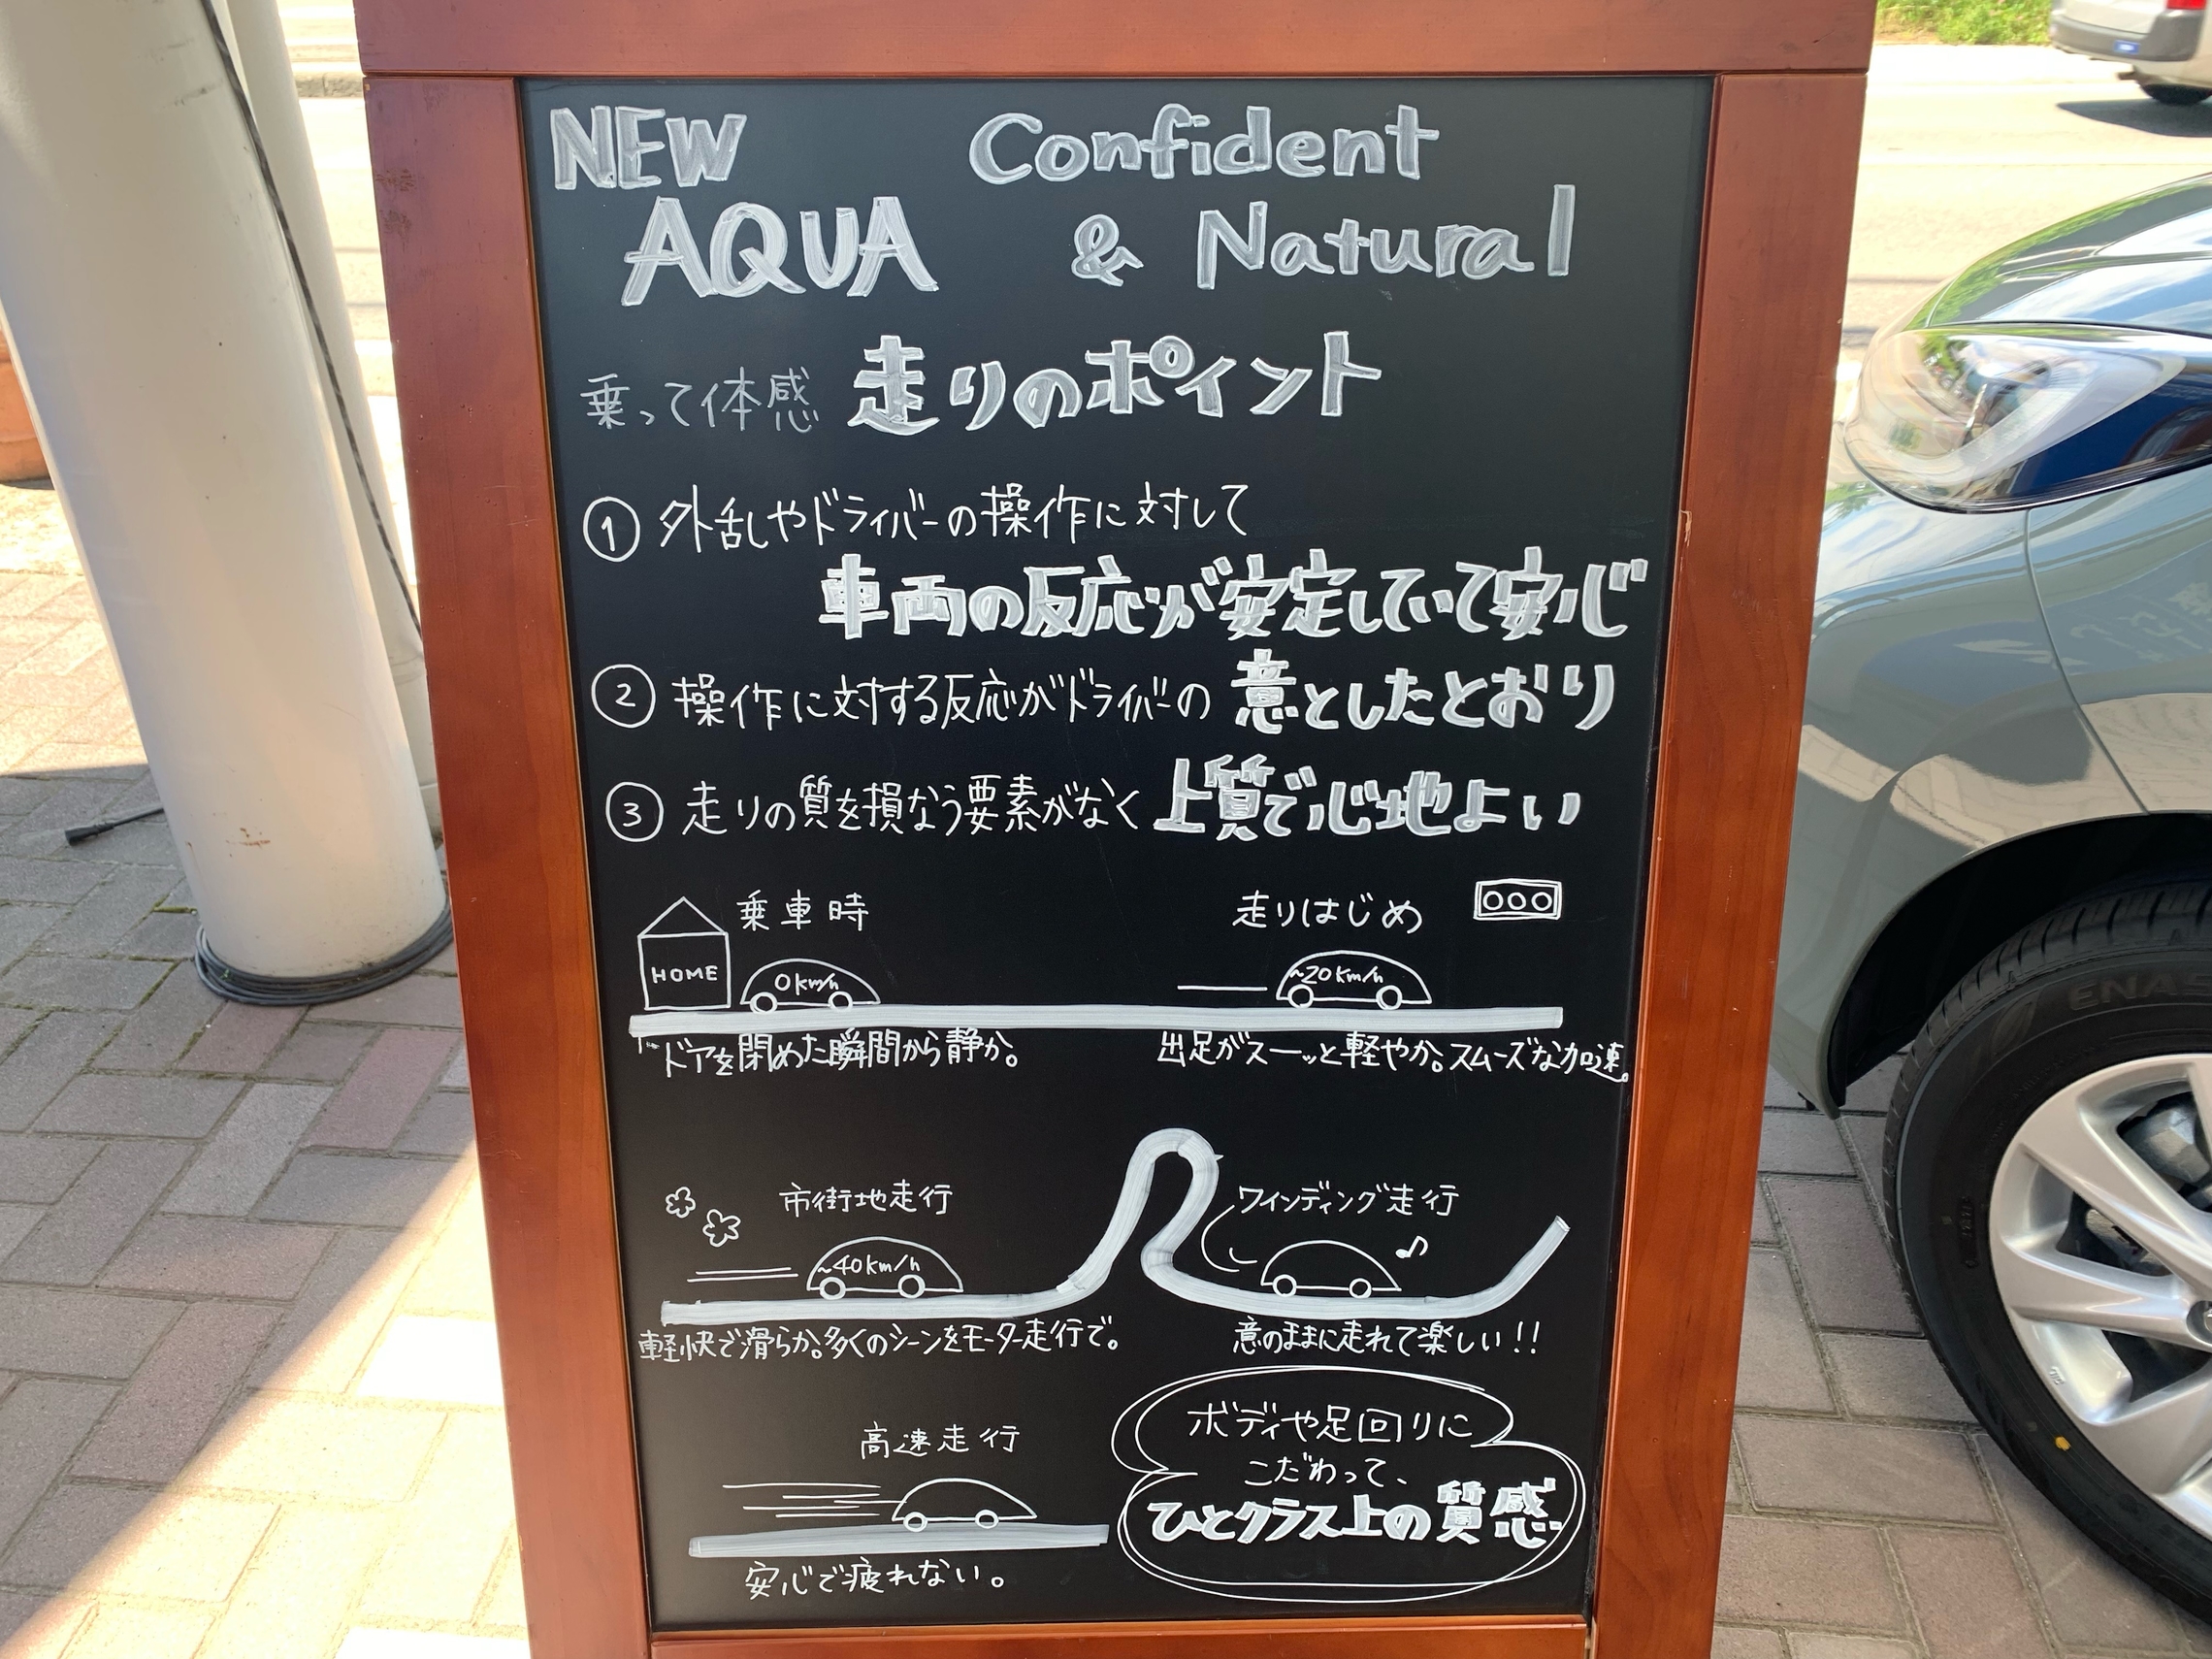 NEW
AQUA
Confident
& Natural
乗って体感 走りのポイント
① 外乱やドライバーの操作に対して
車両の反応が安定していて安心
② 操作に対する反応がドライバーの 意としたとおり
③ 走りの質を損なう要素がなく 上質で心地よい
乗車時
走りはじめ
HOME
0km/h
~20km/h
ドアを閉めた瞬間から静か。
出足がスーッと軽やか。スムーズな加速。
市街地走行
ワインディング走行
~40km/h
軽快で滑らか。多くのシーンをモーター走行で。
意のままに走れて楽しい!!
高速走行
安心で疲れない。
ボディや足回りに
こだわって、
ひとクラス上の質感
ENAS